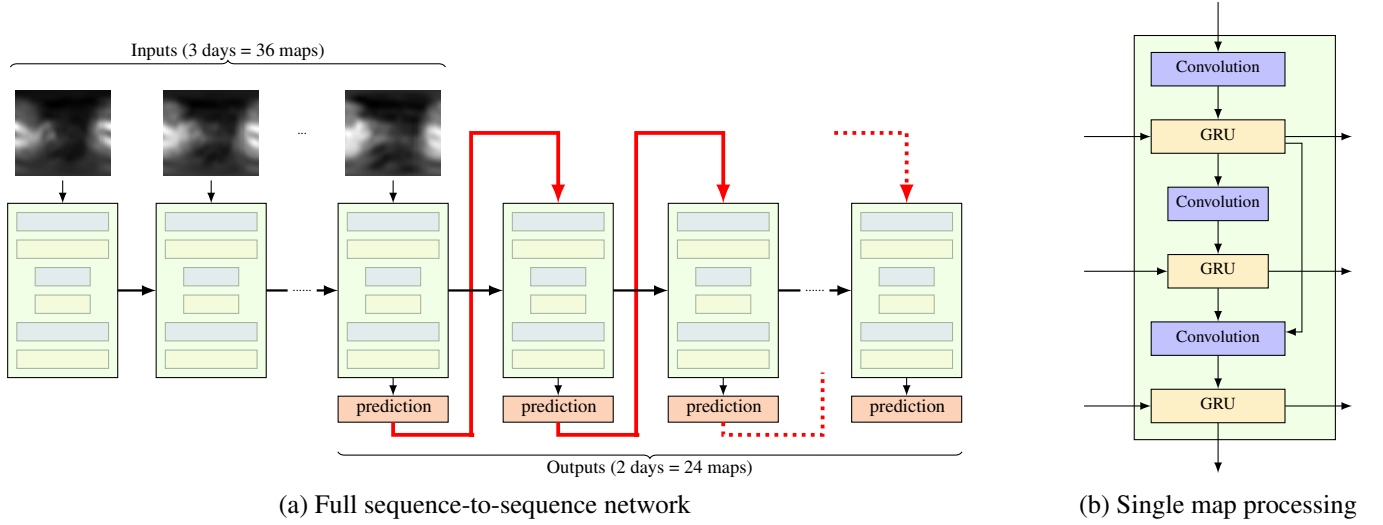 Inputs (3 days = 36 maps)
...
...... ......
prediction prediction prediction prediction
Outputs (2 days = 24 maps)
(a) Full sequence-to-sequence network
Convolution
GRU
Convolution
GRU
Convolution
GRU
(b) Single map processing